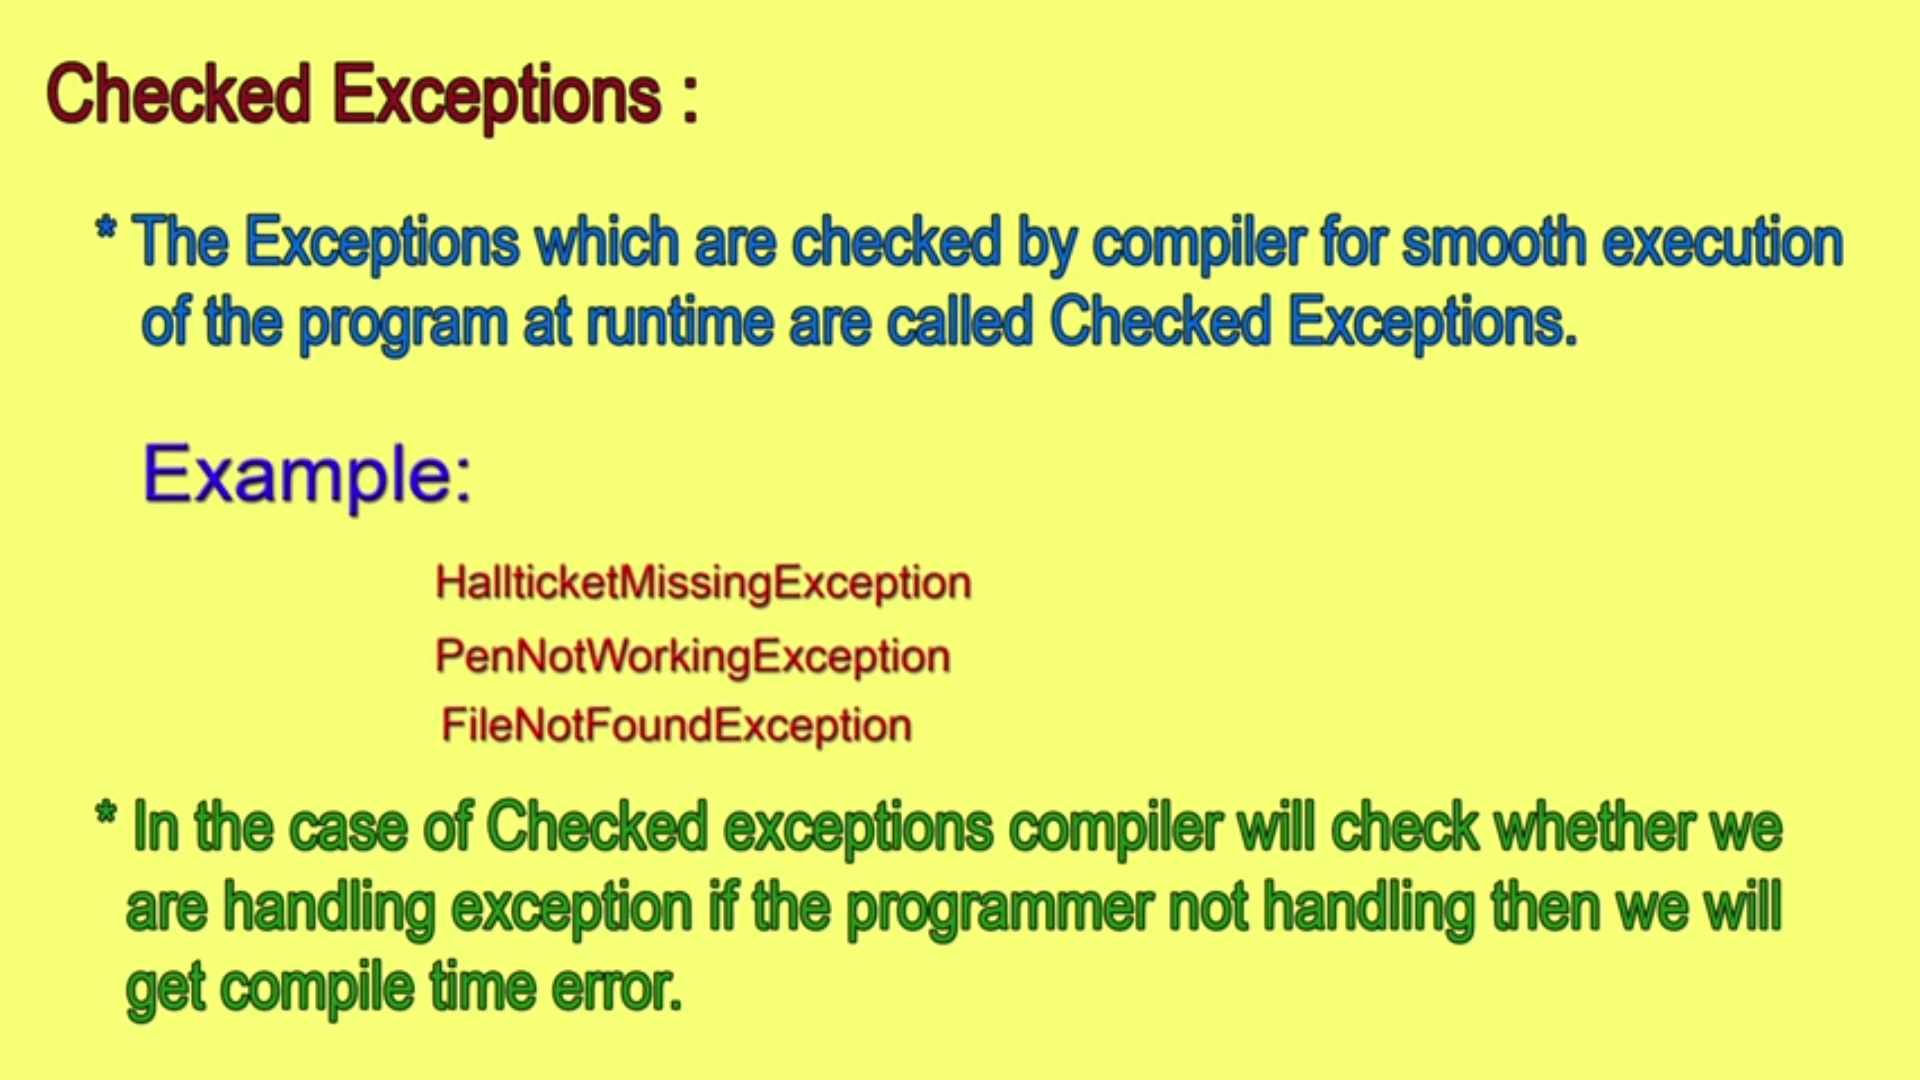 Checked Exceptions :
* The Exceptions which are checked by compiler for smooth execution
of the program at runtime are called Checked Exceptions.
Example:
HallticketMissingException
PenNotWorkingException
FileNotFoundException
* In the case of Checked exceptions compiler will check whether we
are handling exception if the programmer not handling then we will
get compile time error.